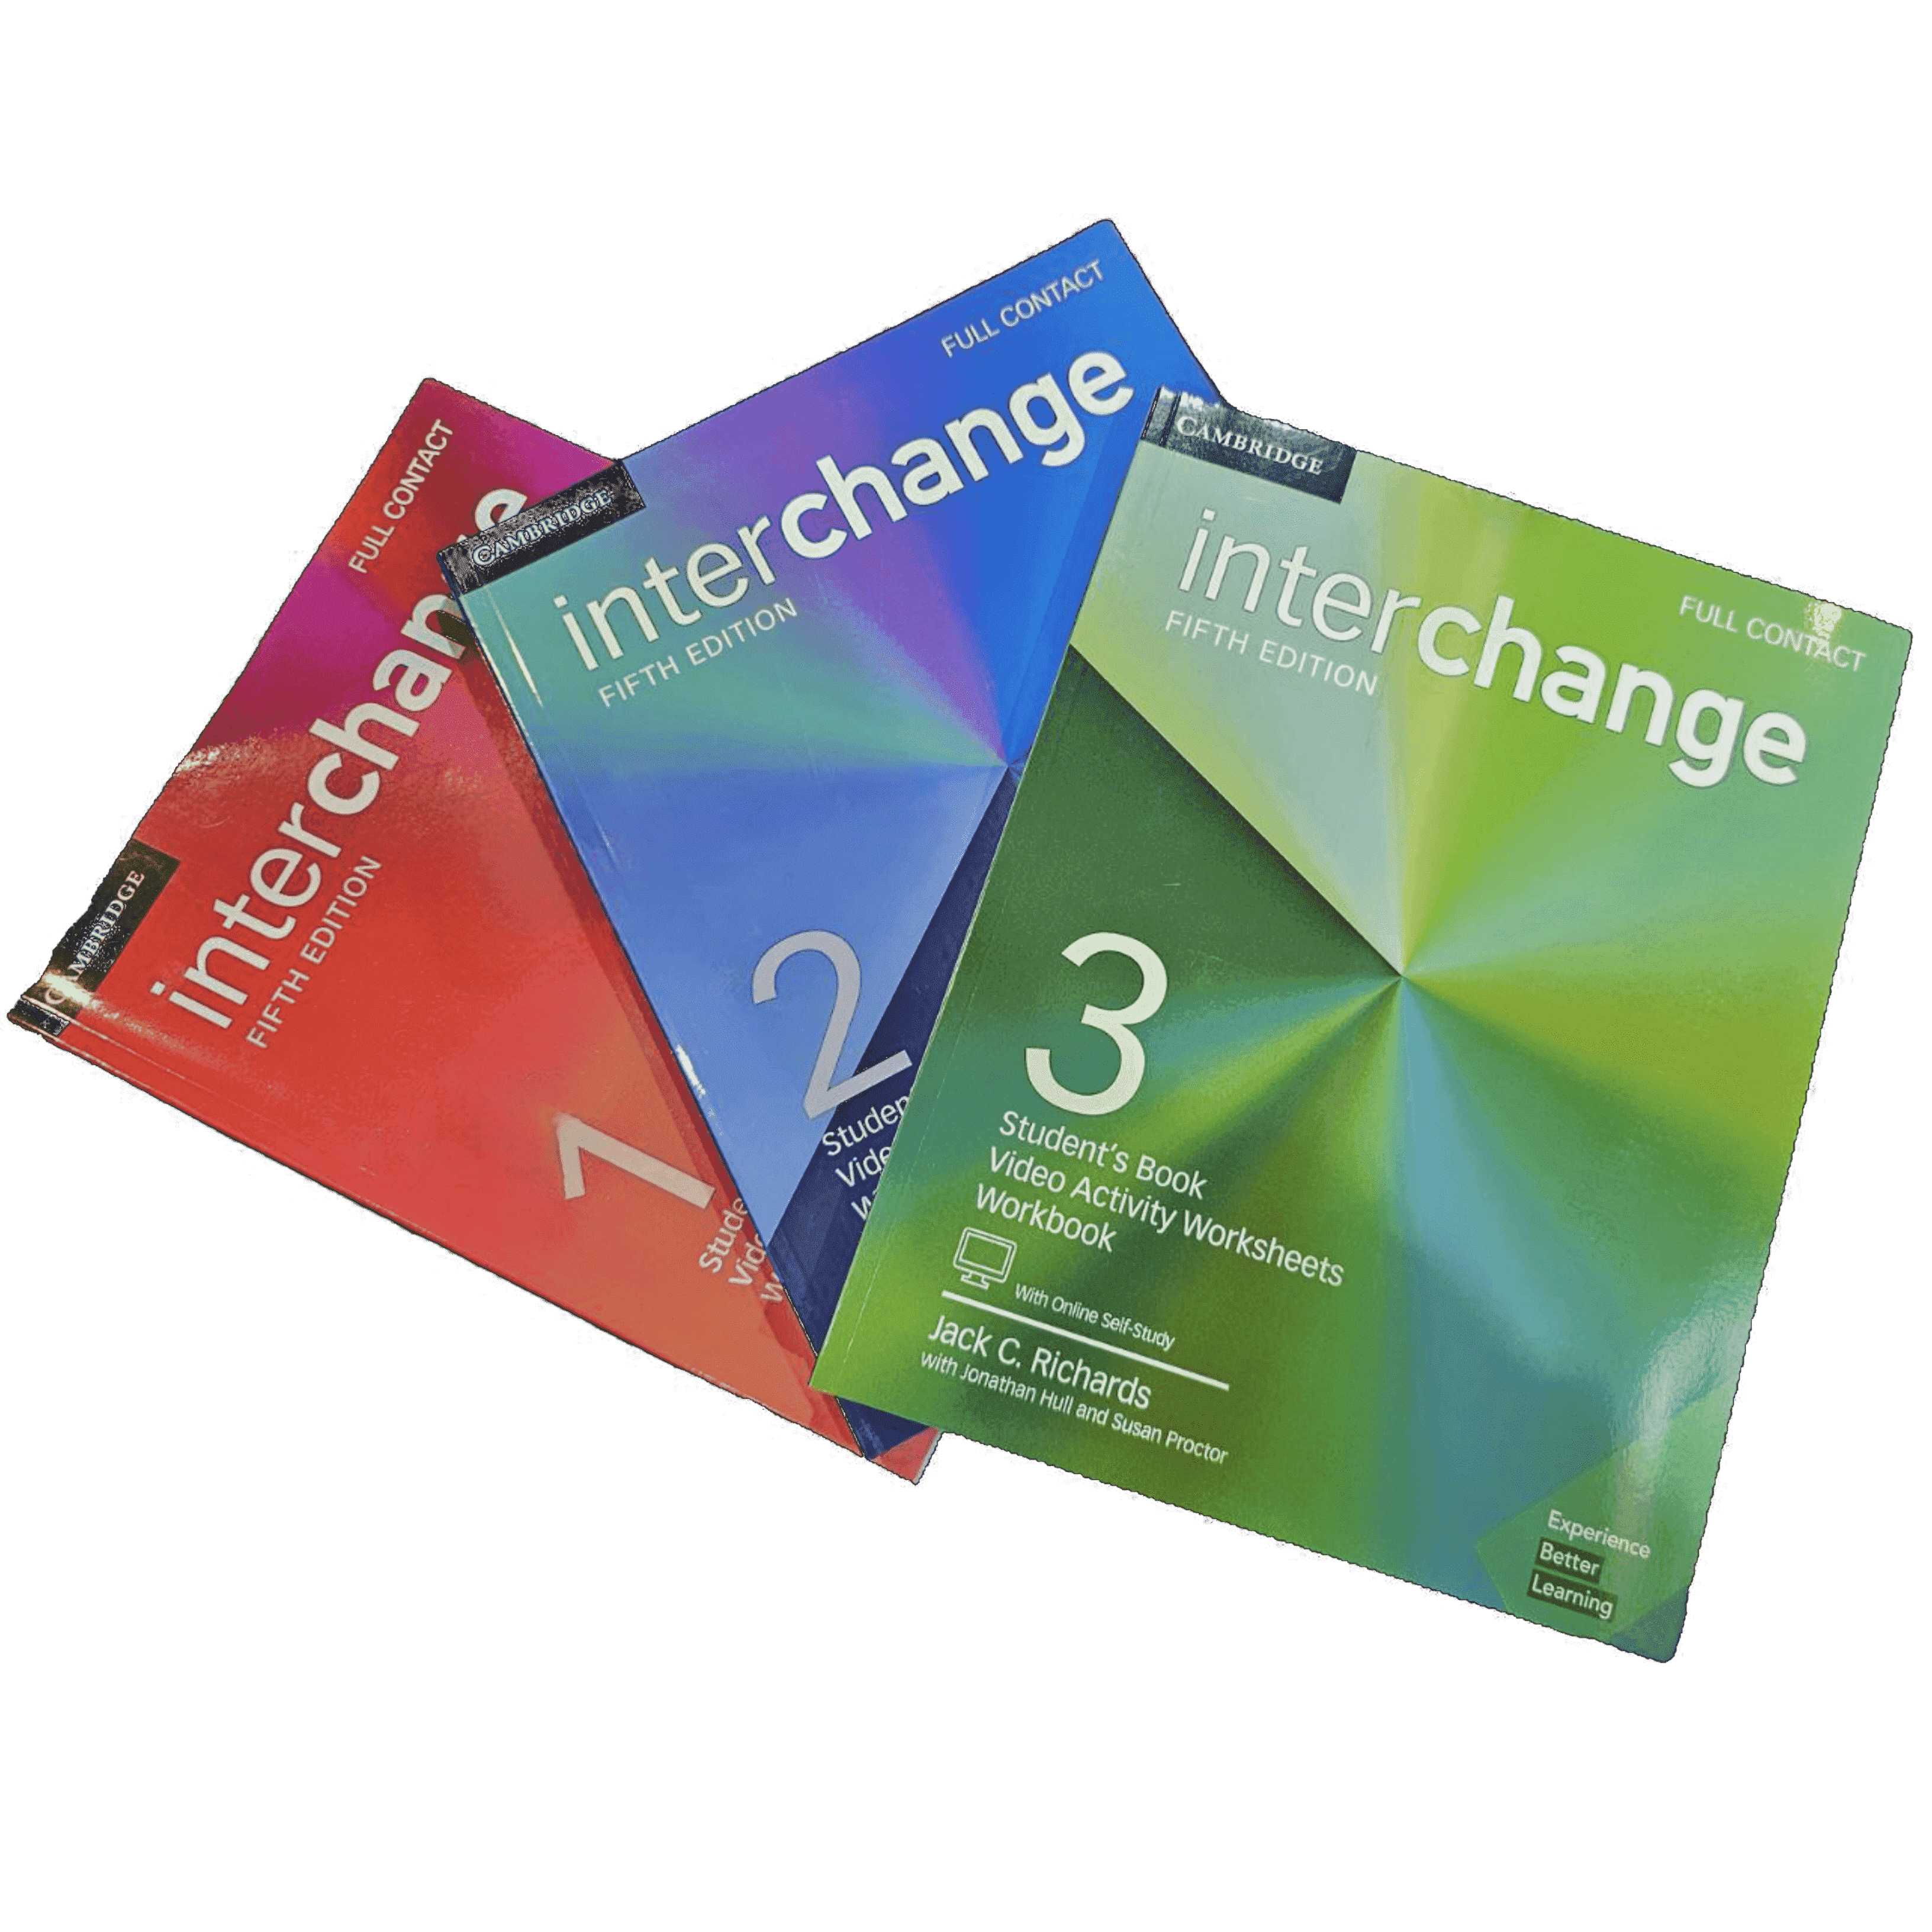 FULL CONTACT
CAMBRIDGE
interchange
FIFTH EDITION
1
FULL CONTACT
CAMBRIDGE
interchange
FIFTH EDITION
2
CAMBRIDGE
FULL CONTACT
interchange
FIFTH EDITION
3
Student's Book
Video Activity Worksheets
Workbook
With Online Self-Study
Jack C. Richards
with Jonathan Hull and Susan Proctor
Experience
Better
Learning